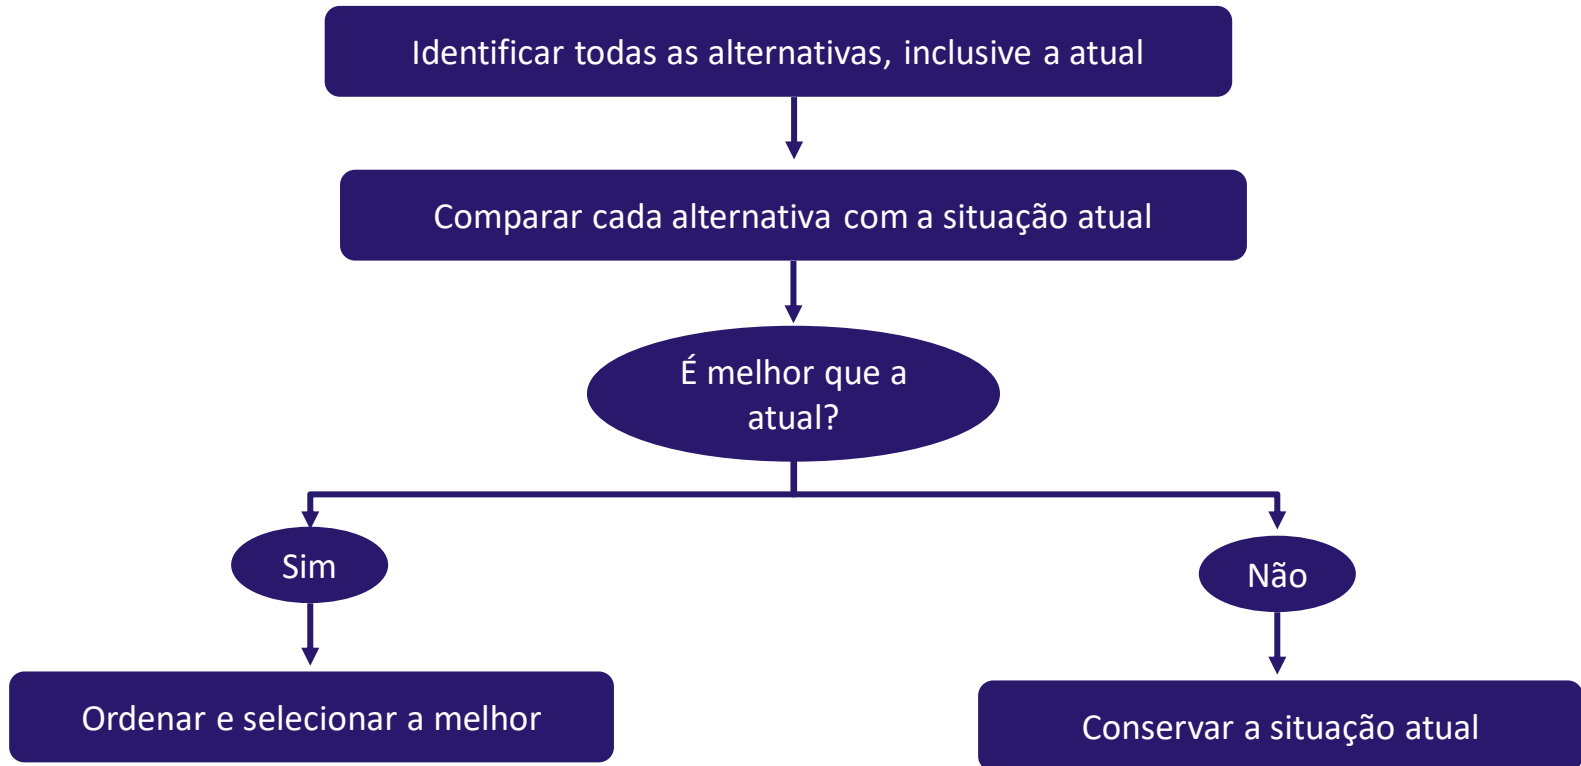 Identificar todas as alternativas, inclusive a atual
Comparar cada alternativa com a situação atual
É melhor que a
atual?
Sim
Não
Ordenar e selecionar a melhor
Conservar a situação atual